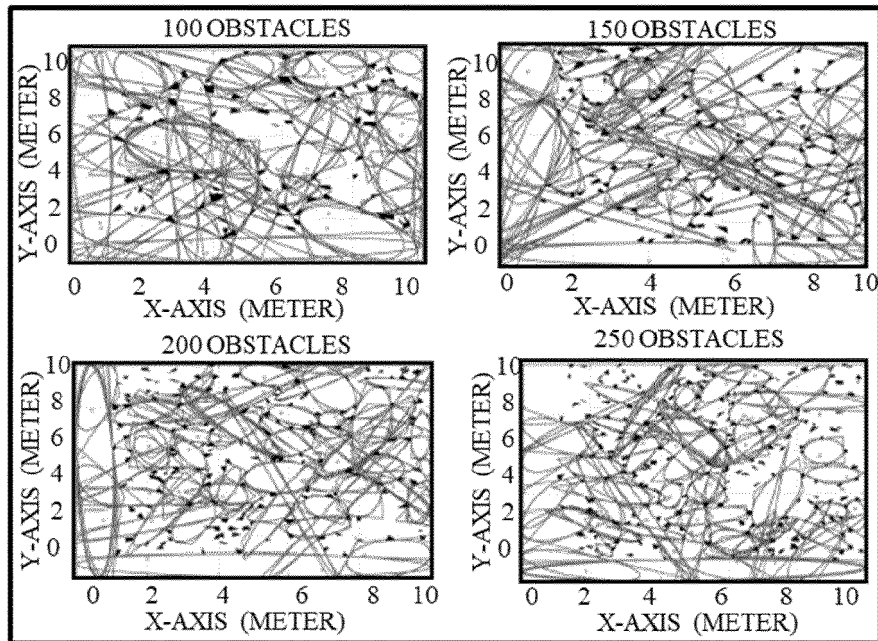 100 OBSTACLES
150 OBSTACLES
Y-AXIS (METER)
10
8
6
4
2
0
2 4 6 8 10
X-AXIS (METER)
Y-AXIS (METER)
10
8
6
4
2
0
0 2 4 6 8 10
X-AXIS (METER)
200 OBSTACLES
250 OBSTACLES
Y-AXIS (METER)
10
8
6
4
2
0
0 2 4 6 8 10
X-AXIS (METER)
Y-AXIS (METER)
10
8
6
4
2
0
0 2 4 6 8 10
X-AXIS (METER)